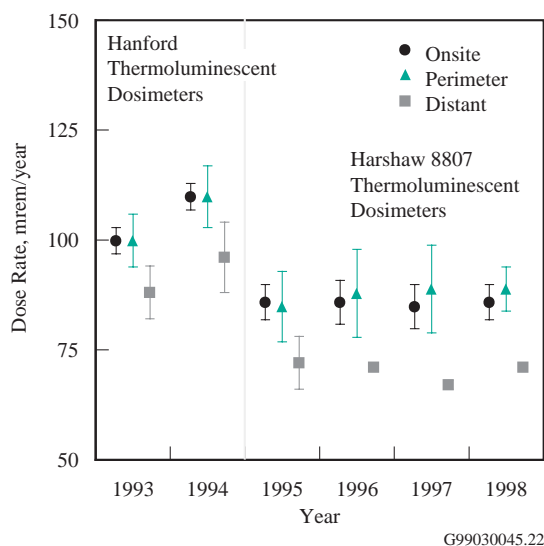 150
Hanford
Thermoluminescent
Dosimeters
Onsite
Perimeter
Distant
125
Harshaw 8807
Thermoluminescent
Dosimeters
100
75
50
Dose Rate, mrem/year
1993 1994 1995 1996 1997 1998
Year
G99030045.22